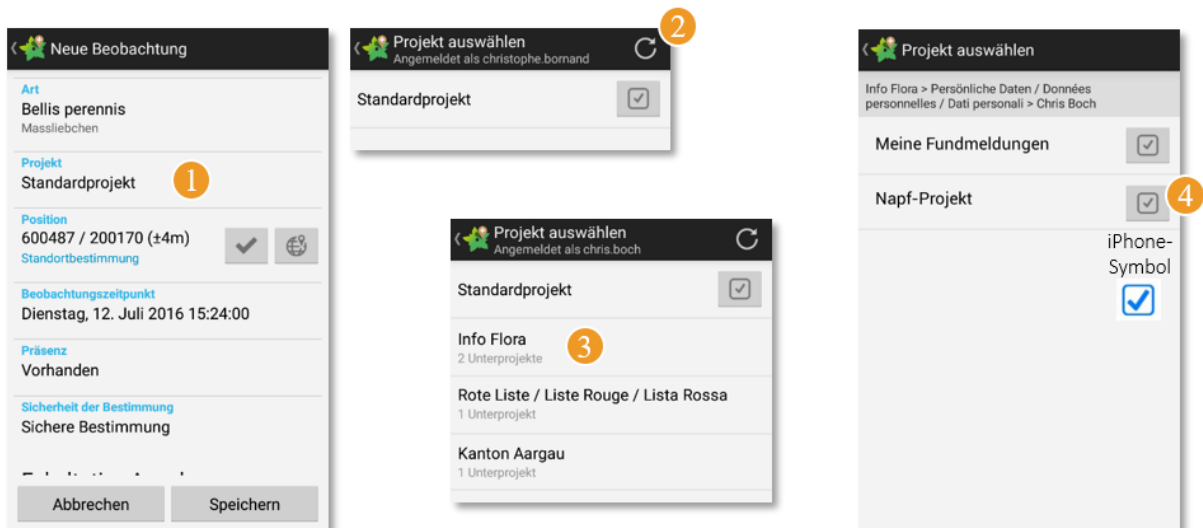 Neue Beobachtung
Art
Bellis perennis
Massliebchen
Projekt
Standardprojekt
1
Position
600487 / 200170 (±4m)
Standortbestimmung
Beobachtungszeitpunkt
Dienstag, 12. Juli 2016 15:24:00
Präsenz
Vorhanden
Sicherheit der Bestimmung
Sichere Bestimmung
Abbrechen
Speichern
Projekt auswählen
Angemeldet als christophe.bornand
2
Standardprojekt
Projekt auswählen
Angemeldet als chris.boch
Standardprojekt
Info Flora
2 Unterprojekte
3
Rote Liste / Liste Rouge / Lista Rossa
1 Unterprojekt
Kanton Aargau
1 Unterprojekt
Projekt auswählen
Info Flora > Persönliche Daten / Données
personnelles / Dati personali > Chris Boch
Meine Fundmeldungen
Napf-Projekt
4
iPhone-
Symbol